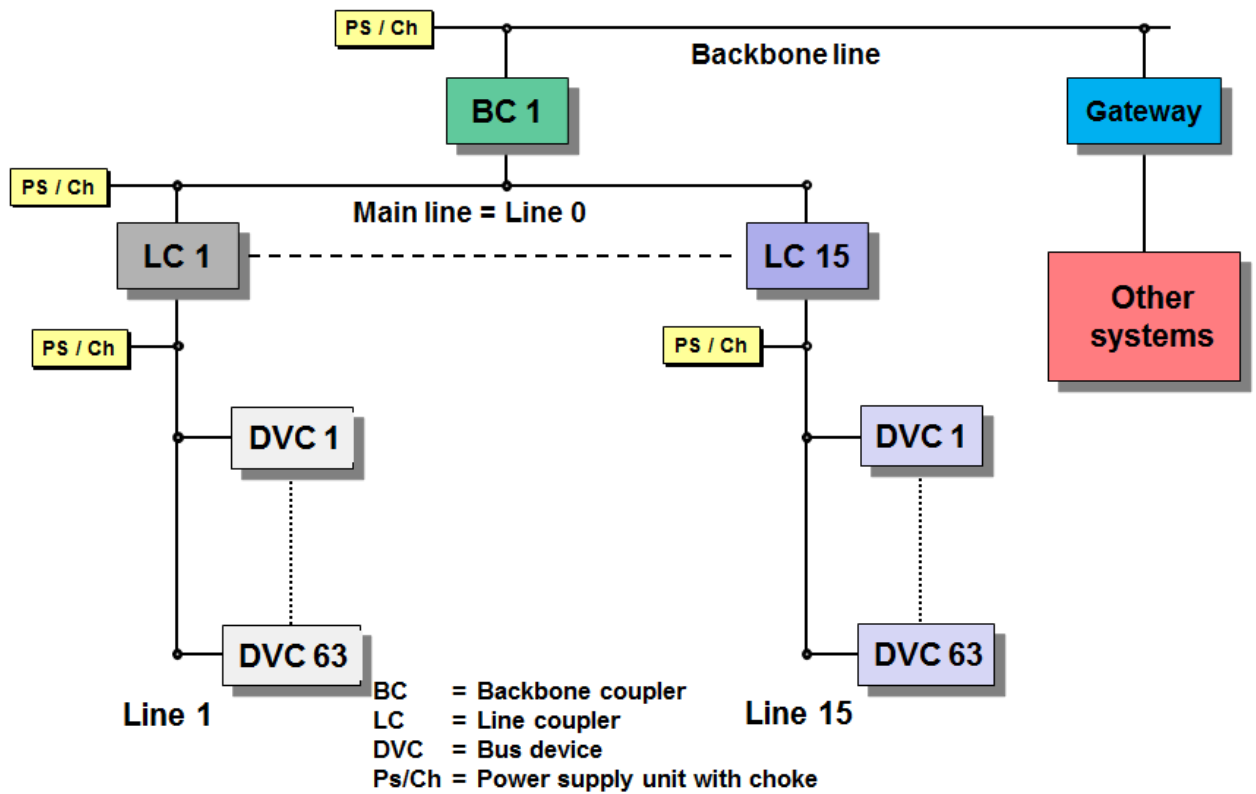 PS / Ch
Backbone line
BC 1
Gateway
PS / Ch
Main line = Line 0
LC 1
LC 15
Other
systems
PS / Ch
PS / Ch
DVC 1
DVC 1
DVC 63
DVC 63
Line 1
Line 15
BC = Backbone coupler
LC = Line coupler
DVC = Bus device
Ps/Ch = Power supply unit with choke